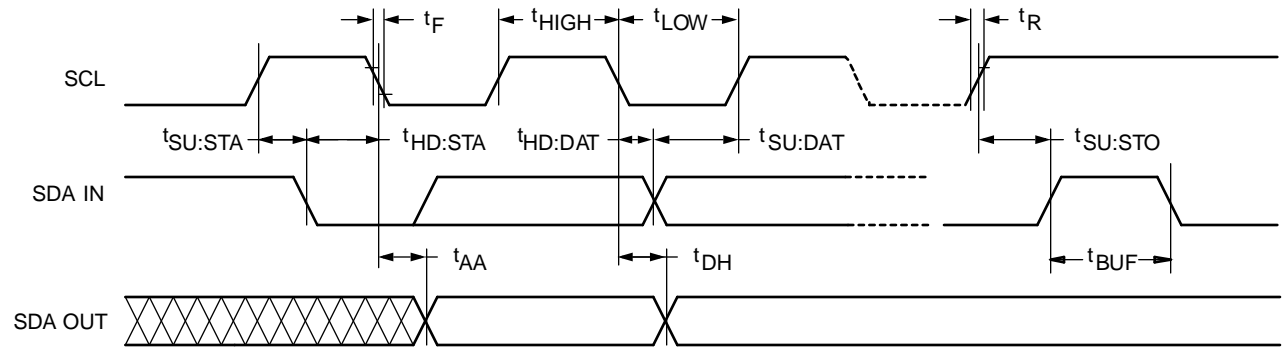 tF
tHIGH
tLOW
tR
SCL
tSU:STA
tHD:STA
tHD:DAT
tSU:DAT
tSU:STO
SDA IN
tAA
tDH
tBUF
SDA OUT